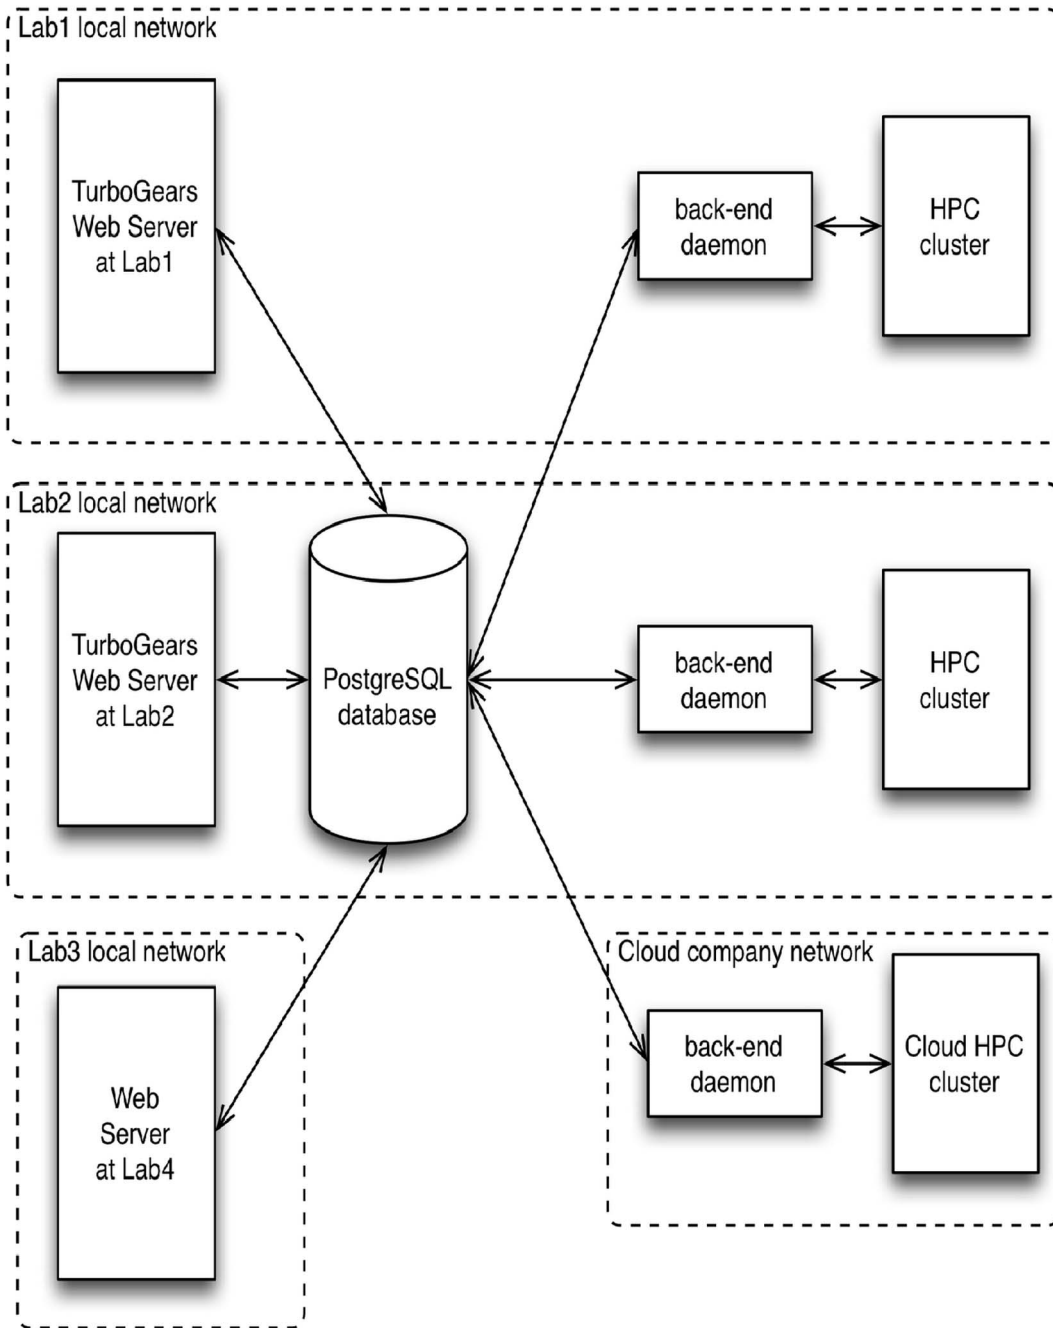 Lab1 local network
TurboGears
Web Server
at Lab1
back-end
daemon
HPC
cluster
Lab2 local network
TurboGears
Web Server
at Lab2
PostgreSQL
database
back-end
daemon
HPC
cluster
Lab3 local network
Web
Server
at Lab4
Cloud company network
back-end
daemon
Cloud HPC
cluster